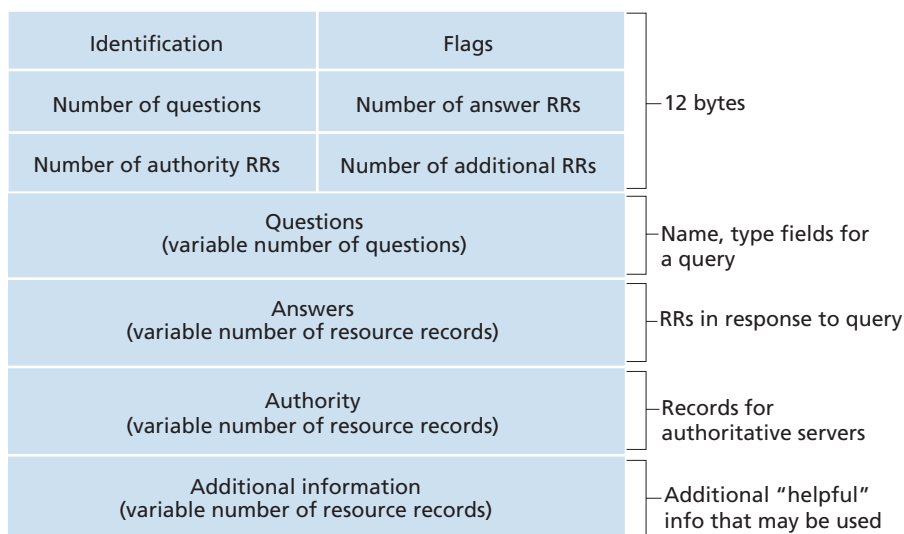 Identification
Flags
Number of questions
Number of answer RRs
12 bytes
Number of authority RRs
Number of additional RRs
Questions
(variable number of questions)
Name, type fields for
a query
Answers
(variable number of resource records)
RRs in response to query
Authority
(variable number of resource records)
Records for
authoritative servers
Additional information
(variable number of resource records)
Additional “helpful”
info that may be used